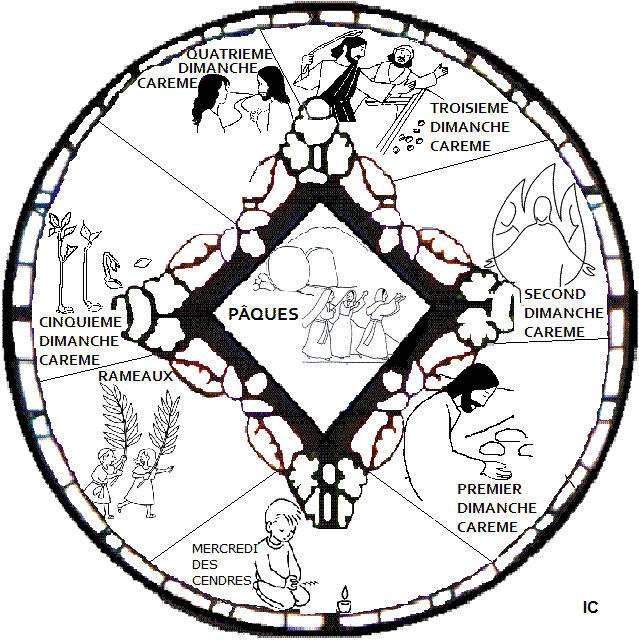 QUATRIEME
DIMANCHE
CAREME
TROISIEME
DIMANCHE
CAREME
SECOND
DIMANCHE
CAREME
PÂQUES
CINQUIEME
DIMANCHE
CAREME
RAMEAUX
PREMIER
DIMANCHE
CAREME
MERCREDI
DES
CENDRES
IC